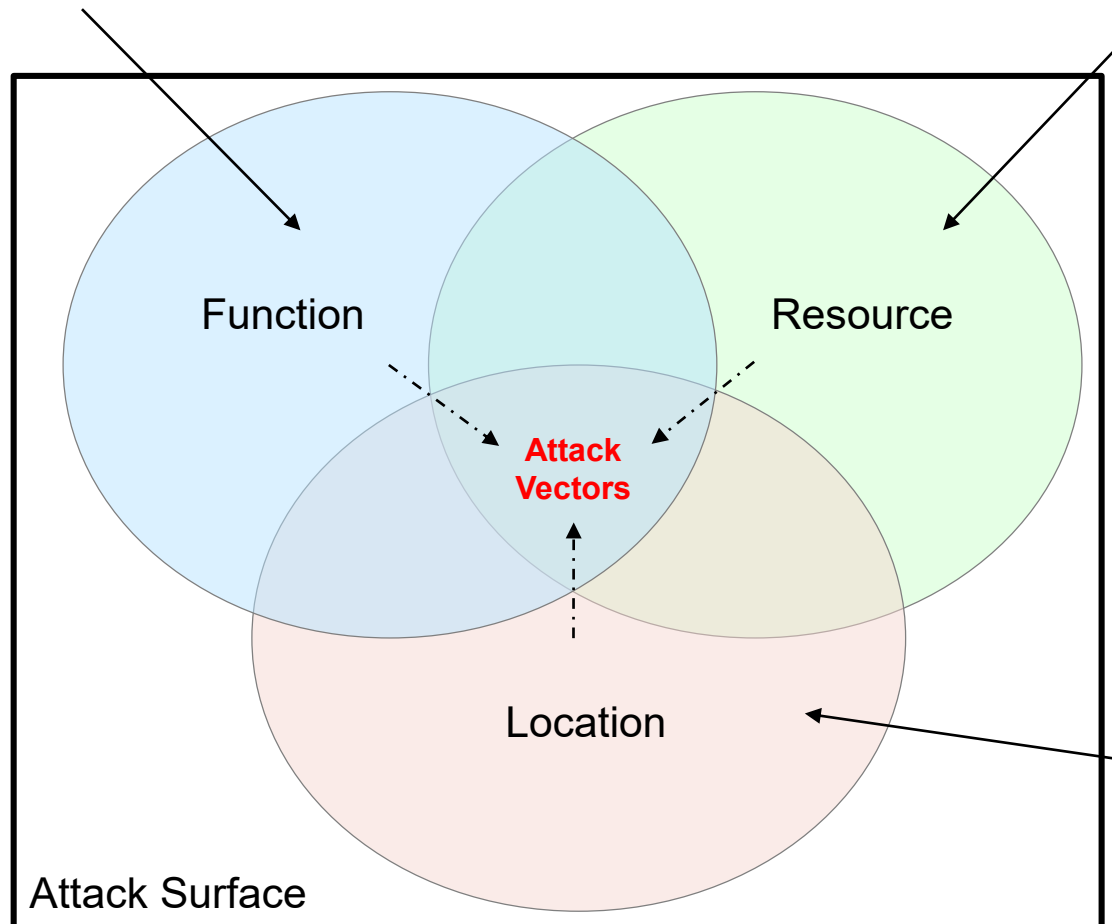 Function
Resource
Attack
Vectors
Location
Attack Surface